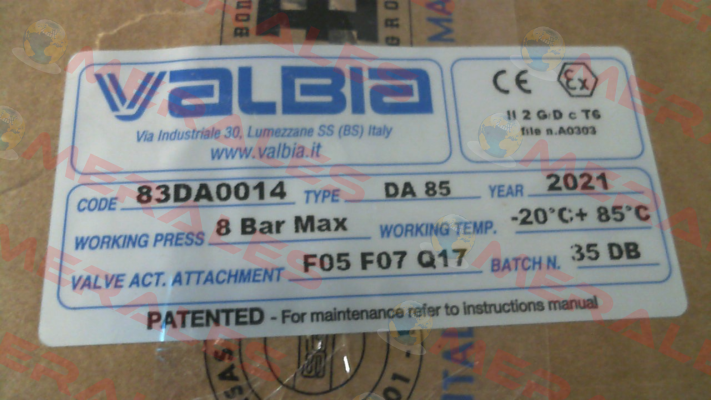 VALBIA
Via Industriale 30, Lumezzane SS (BS) Italy
www.valbia.it
CE Ex
II 2 G/D c T6
file n.A0303
CODE 83DA0014 TYPE DA 85 YEAR 2021
WORKING PRESS 8 Bar Max WORKING TEMP. -20°C+ 85°C
VALVE ACT. ATTACHMENT F05 F07 Q17 BATCH N. 35 DB
PATENTED - For maintenance refer to instructions manual